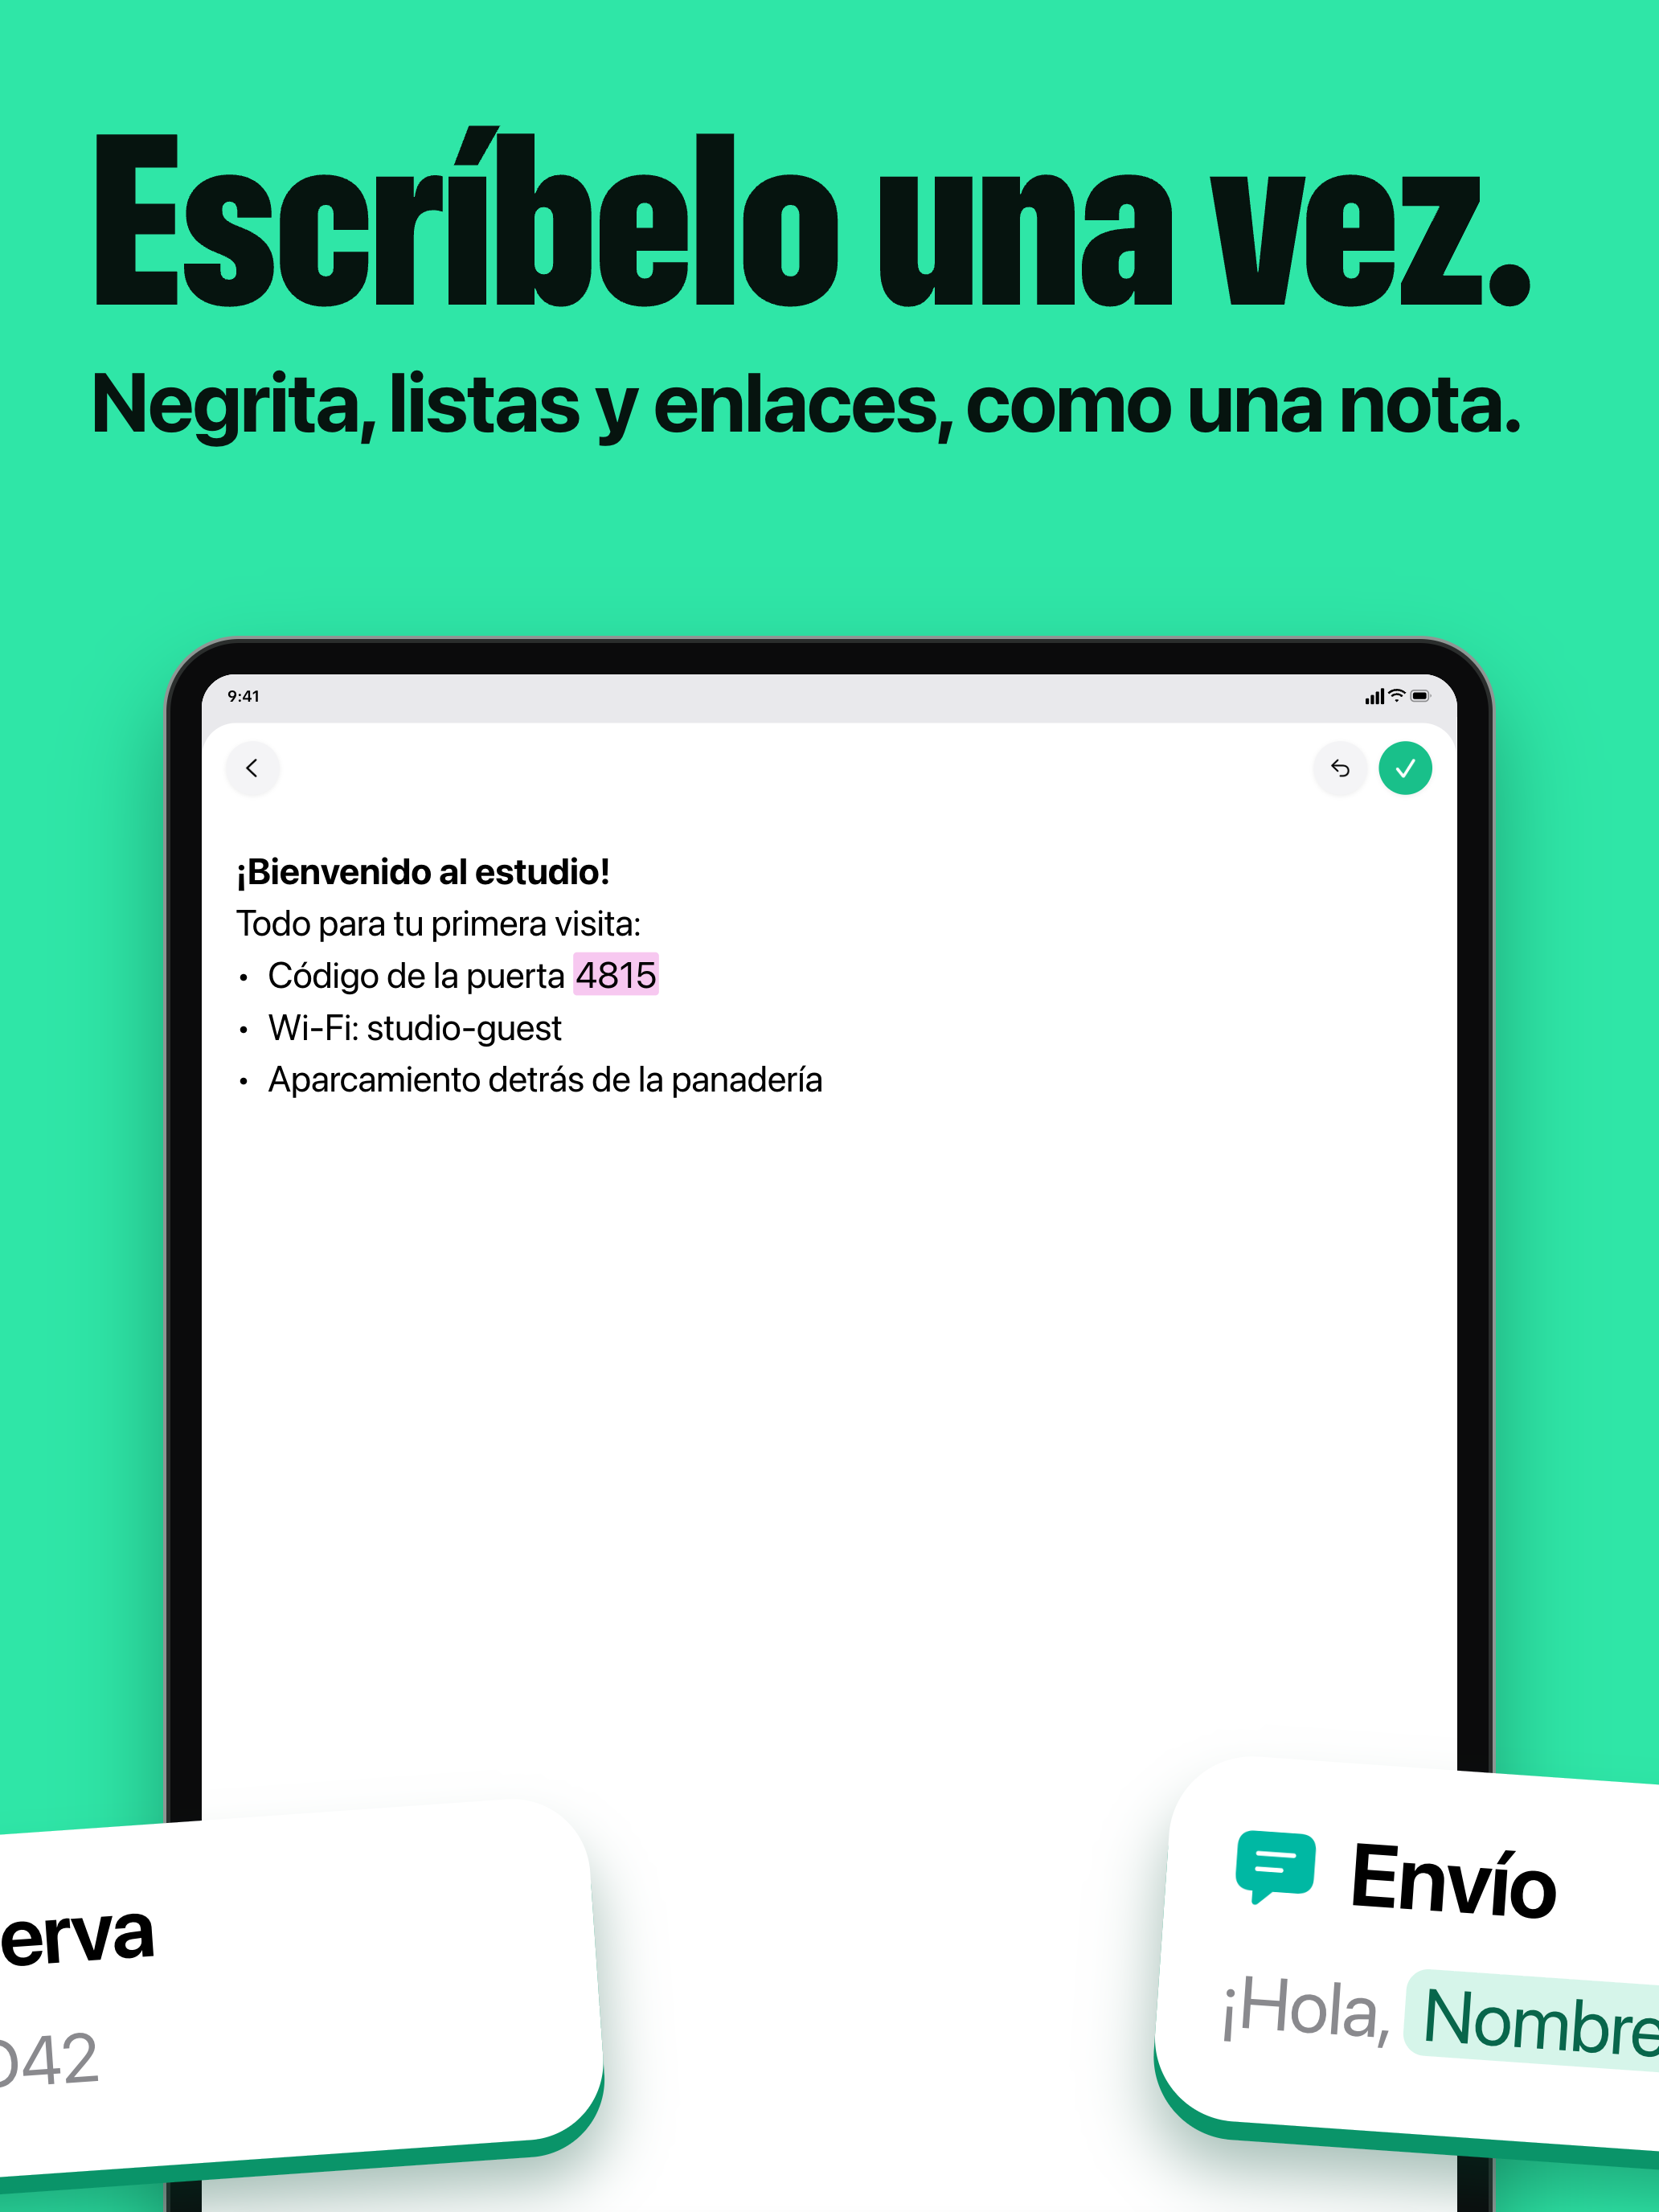 Escríbelo una vez.
Negrita, listas y enlaces, como una nota.
9:41
¡Bienvenido al estudio!
Todo para tu primera visita:
• Código de la puerta 4815
• Wi-Fi: studio-guest
• Aparcamiento detrás de la panadería
erva
042
Envío
¡Hola, Nombre